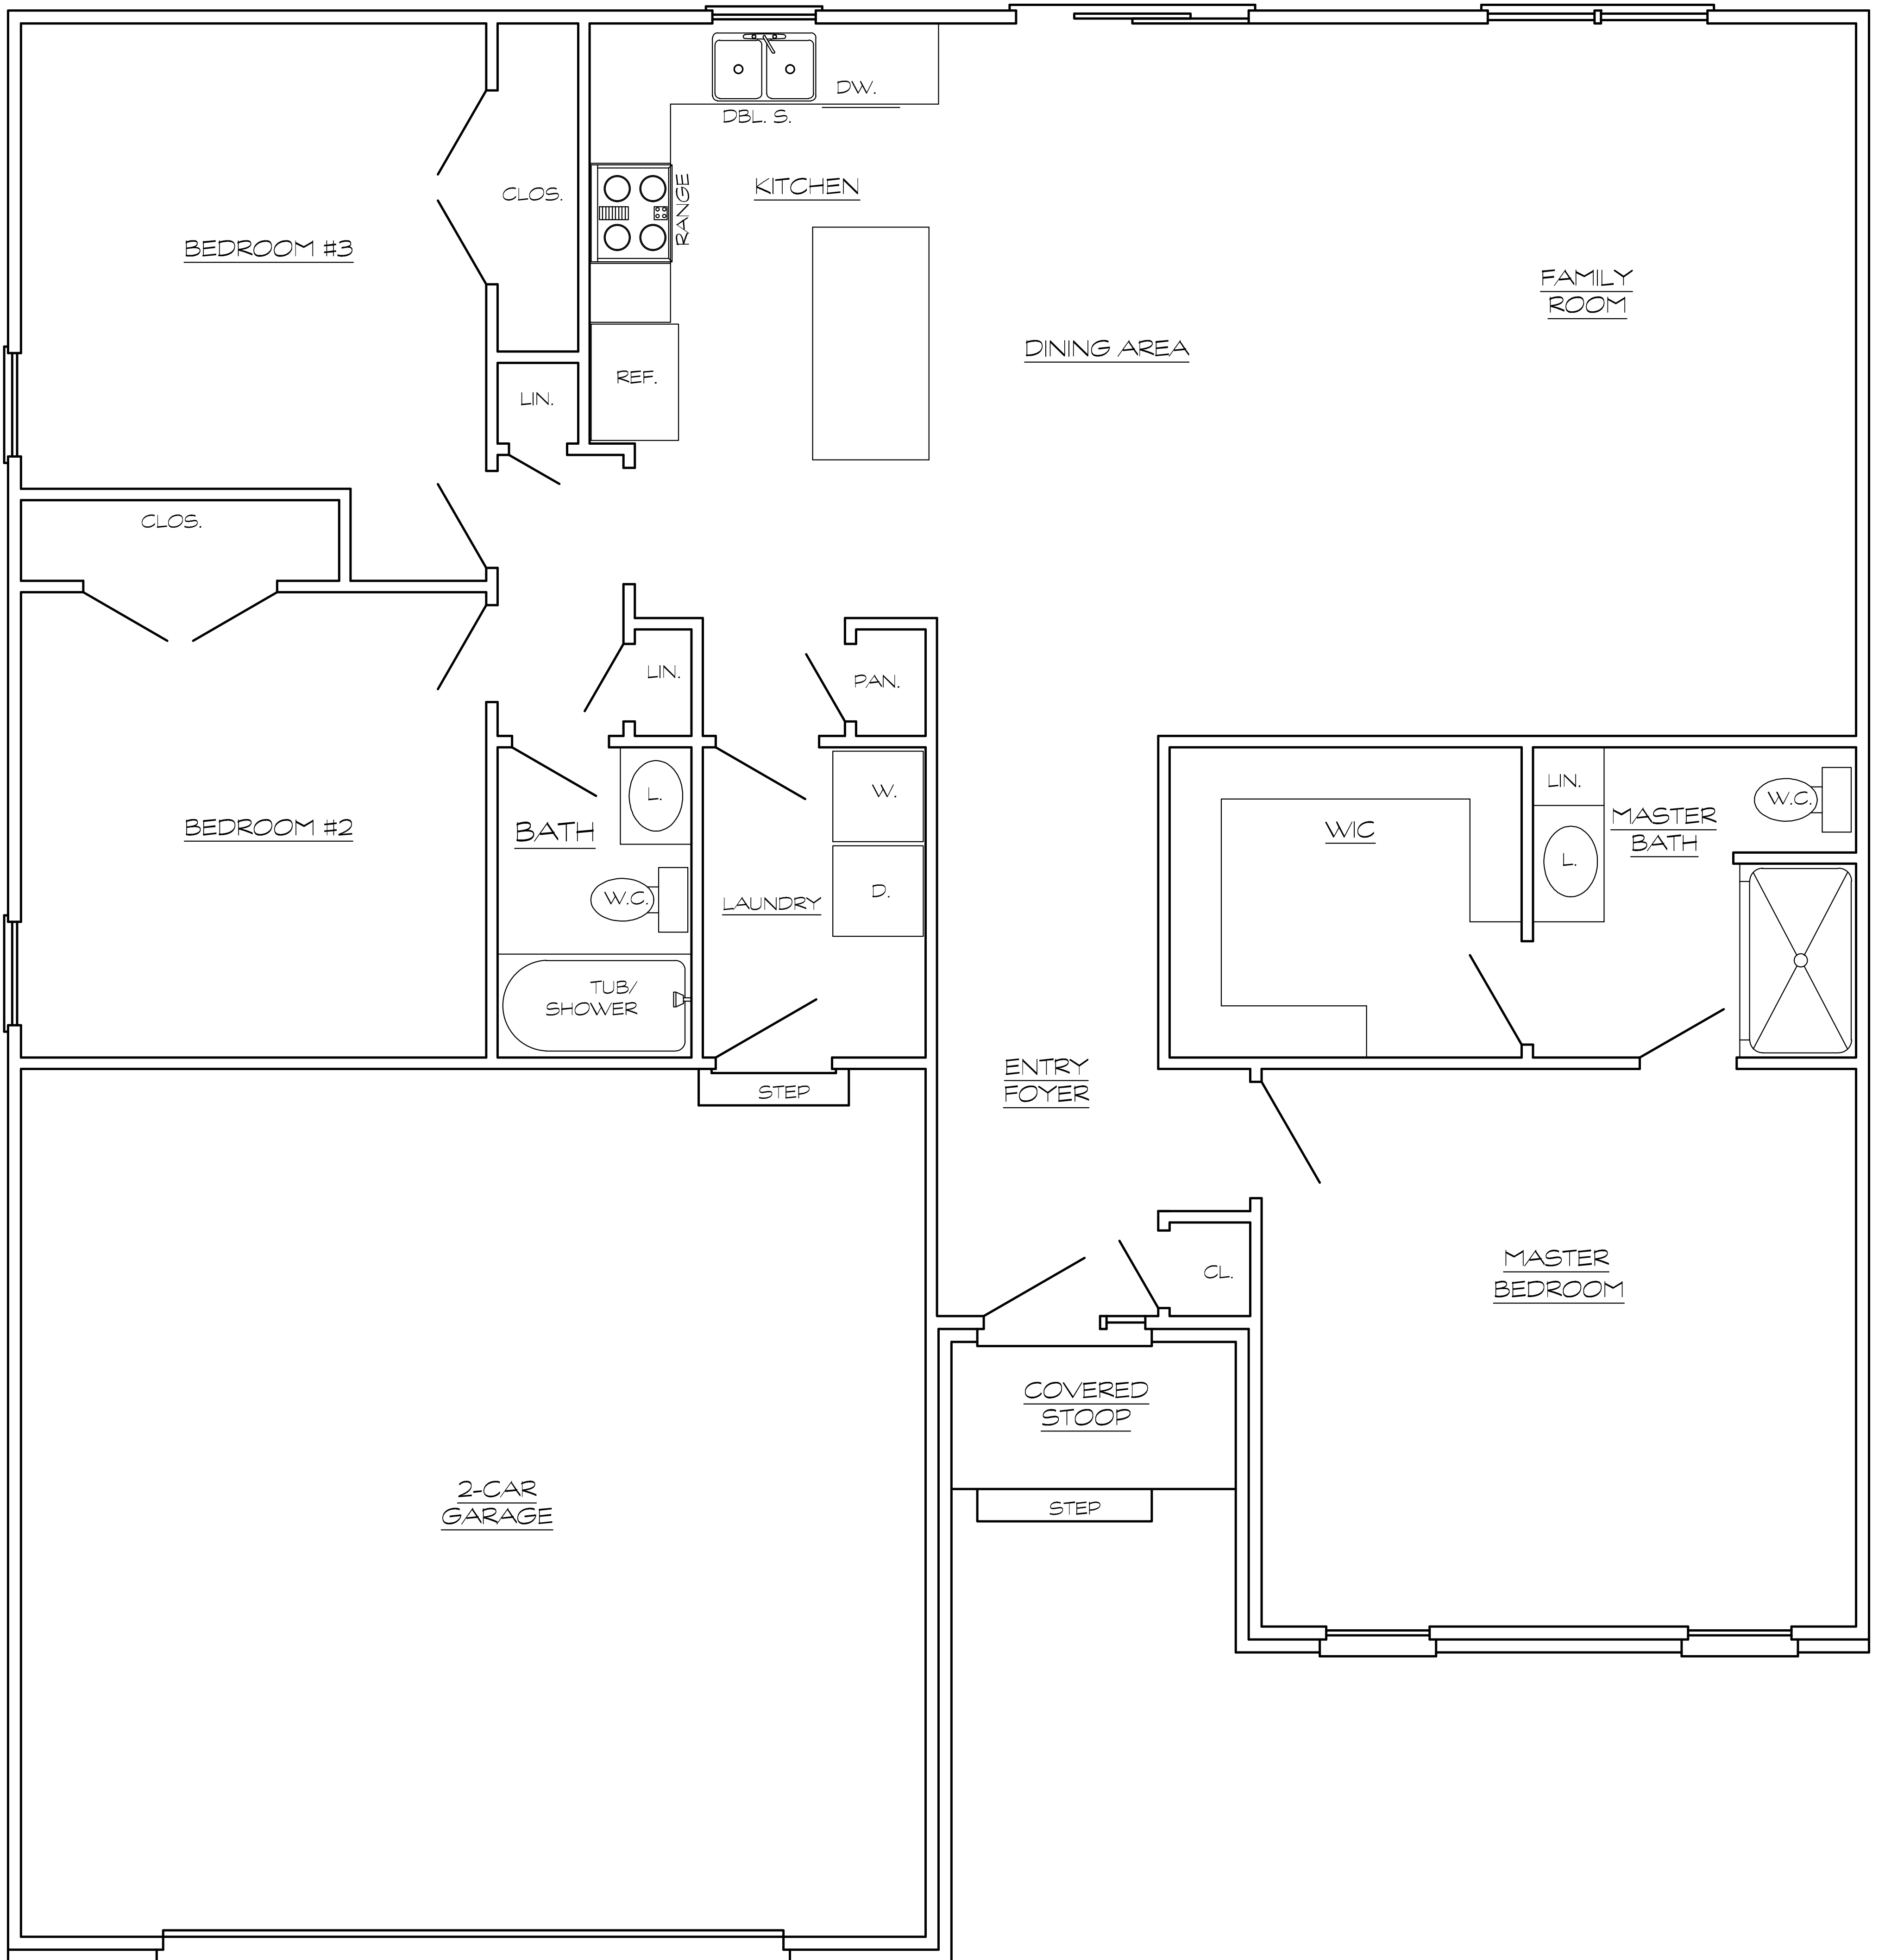 DW.
DBL. S.
KITCHEN
RANGE
CLOS.
BEDROOM #3
FAMILY
ROOM
DINING AREA
REF.
LIN.
CLOS.
LIN.
PAN.
W.
L.
BEDROOM #2
BATH
W.C.
LAUNDRY
D.
TUB/
SHOWER
WIC
LIN.
MASTER
BATH
W.C.
L.
ENTRY
FOYER
STEP
CL.
MASTER
BEDROOM
COVERED
STOOP
STEP
2-CAR
GARAGE